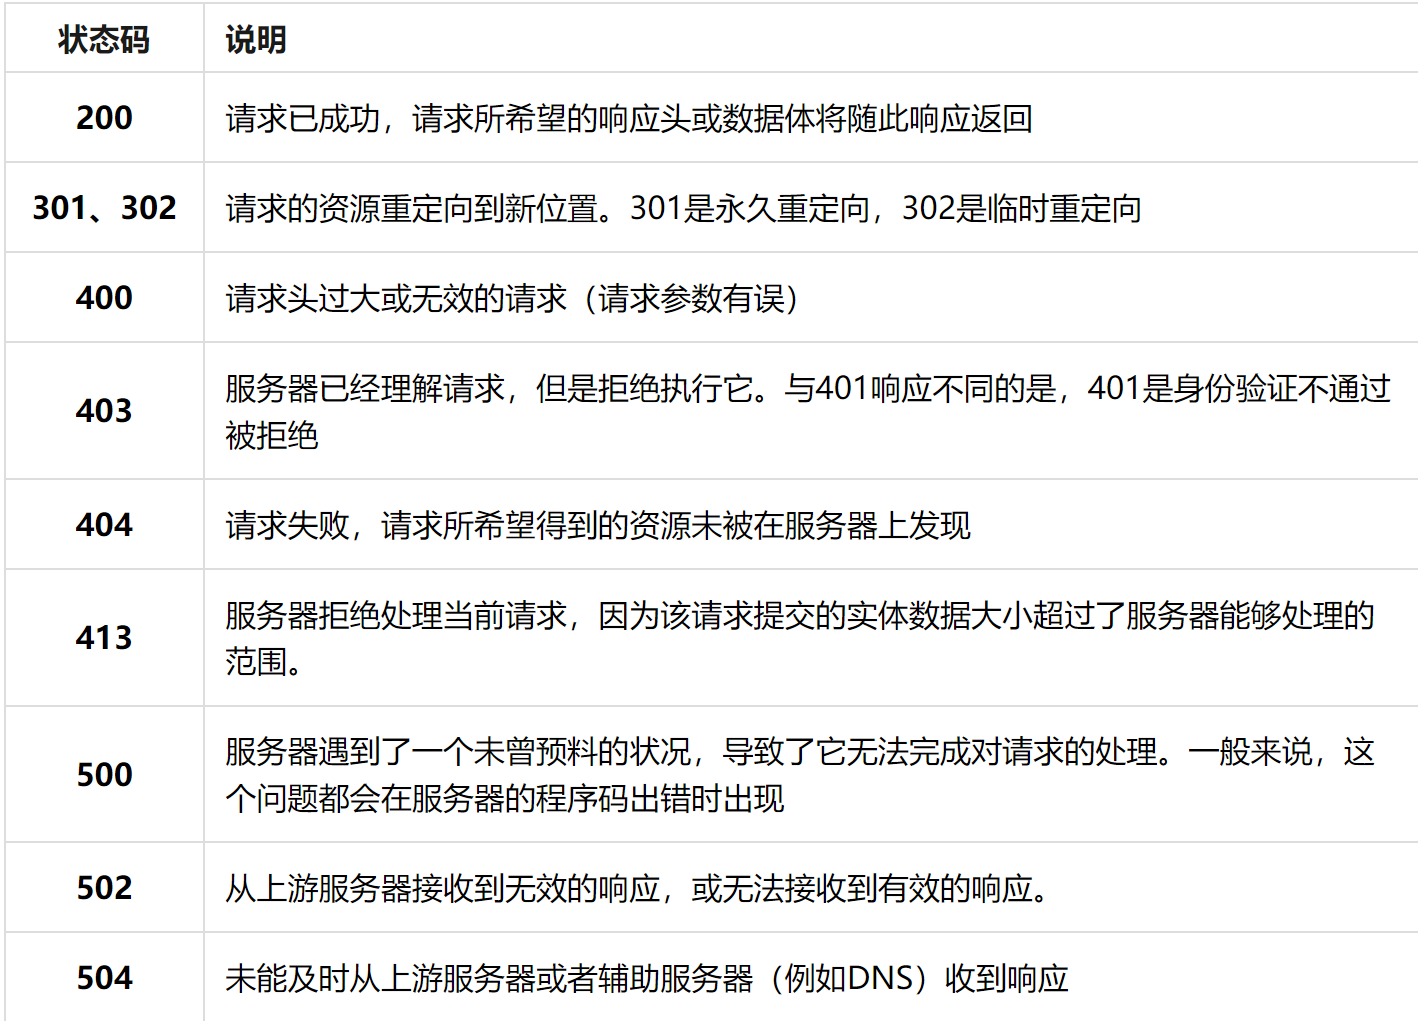 状态码 说明
200 请求已成功，请求所希望的响应头或数据体将随此响应返回
301、302 请求的资源重定向到新位置。301是永久重定向，302是临时重定向
400 请求头过大或无效的请求（请求参数有误）
403 服务器已经理解请求，但是拒绝执行它。与401响应不同的是，401是身份验证不通过
被拒绝
404 请求失败，请求所希望得到的资源未被在服务器上发现
413 服务器拒绝处理当前请求，因为该请求提交的实体数据大小超过了服务器能够处理的
范围。
500 服务器遇到了一个未曾预料的状况，导致了它无法完成对请求的处理。一般来说，这
个问题都会在服务器的程序码出错时出现
502 从上游服务器接收到无效的响应，或无法接收到有效的响应。
504 未能及时从上游服务器或者辅助服务器（例如DNS）收到响应